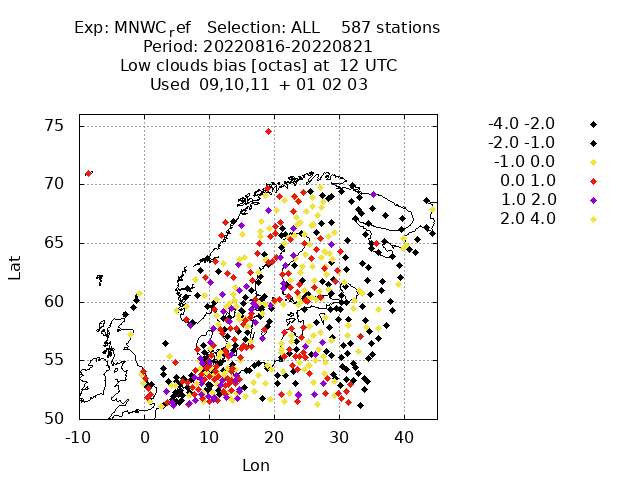 Exp: MNWC_ref   Selection: ALL    587 stations
Period: 20220816-20220821
Low clouds bias [octas] at  12 UTC
Used  09,10,11  + 01 02 03
-4.0 -2.0
-2.0 -1.0
-1.0 0.0
0.0 1.0
1.0 2.0
2.0 4.0
75
70
65
60
55
50
Lat
-10 0 10 20 30 40
Lon